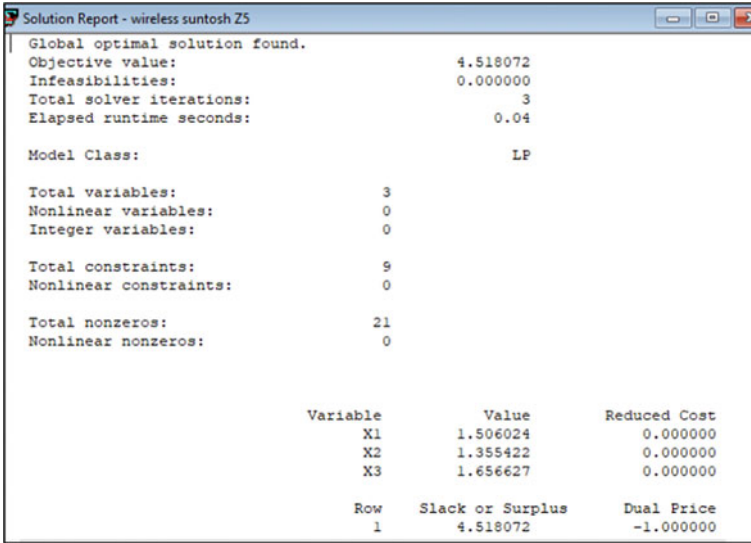 Solution Report - wireless suntosh Z5
Global optimal solution found.
Objective value: 4.518072
Infeasibilities: 0.000000
Total solver iterations: 3
Elapsed runtime seconds: 0.04
Model Class: LP
Total variables: 3
Nonlinear variables: 0
Integer variables: 0
Total constraints: 9
Nonlinear constraints: 0
Total nonzeros: 21
Nonlinear nonzeros: 0
Variable Value Reduced Cost
X1 1.506024 0.000000
X2 1.355422 0.000000
X3 1.656627 0.000000
Row Slack or Surplus Dual Price
1 4.518072 -1.000000